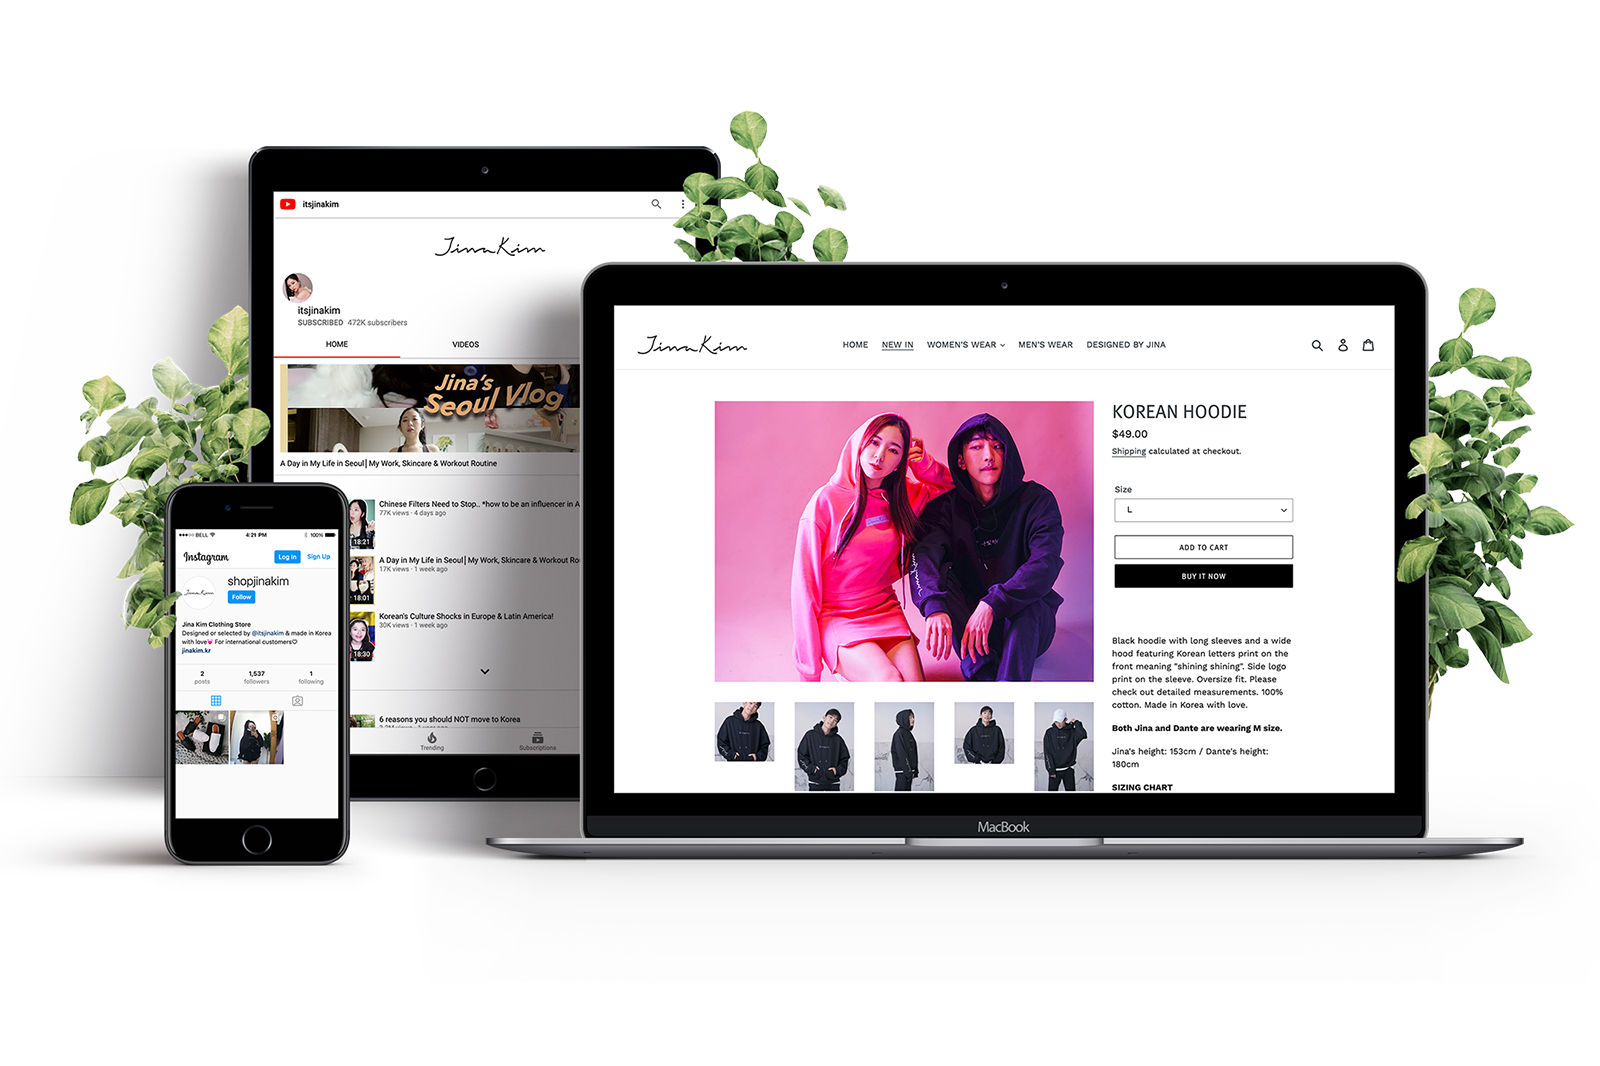 itsjinakim
Jina Kim
itsjinakim
SUBSCRIBED 472K subscribers
HOME VIDEOS
Jina's
Seoul Vlog
A Day in My Life in Seoul | My Work, Skincare & Workout Routine
Chinese Filters Need to Stop.. *how to be an influencer in A
77K views · 4 days ago
18:21
A Day in My Life in Seoul | My Work, Skincare & Workout Ro
17K views · 1 week ago
18:01
Korean's Culture Shocks in Europe & Latin America!
30K views · 1 week ago
18:30
6 reasons you should NOT move to Korea
Trending Subscriptions
BELL 4:21 PM 100%
Instagram Log In Sign Up
Jina Kim
shopjinakim
Follow
Jina Kim Clothing Store
Designed or selected by @itsjinakim & made in Korea
with love💓 For international customers♡
jinakim.kr
2 1,537 1
posts followers following
Jina Kim HOME NEW IN WOMEN'S WEAR MEN'S WEAR DESIGNED BY JINA
KOREAN HOODIE
$49.00
Shipping calculated at checkout.
Size
L
ADD TO CART
BUY IT NOW
Black hoodie with long sleeves and a wide
hood featuring Korean letters print on the
front meaning "shining shining". Side logo
print on the sleeve. Oversize fit. Please
check out detailed measurements. 100%
cotton. Made in Korea with love.
Both Jina and Dante are wearing M size.
Jina's height: 153cm / Dante's height:
180cm
SIZING CHART
MacBook